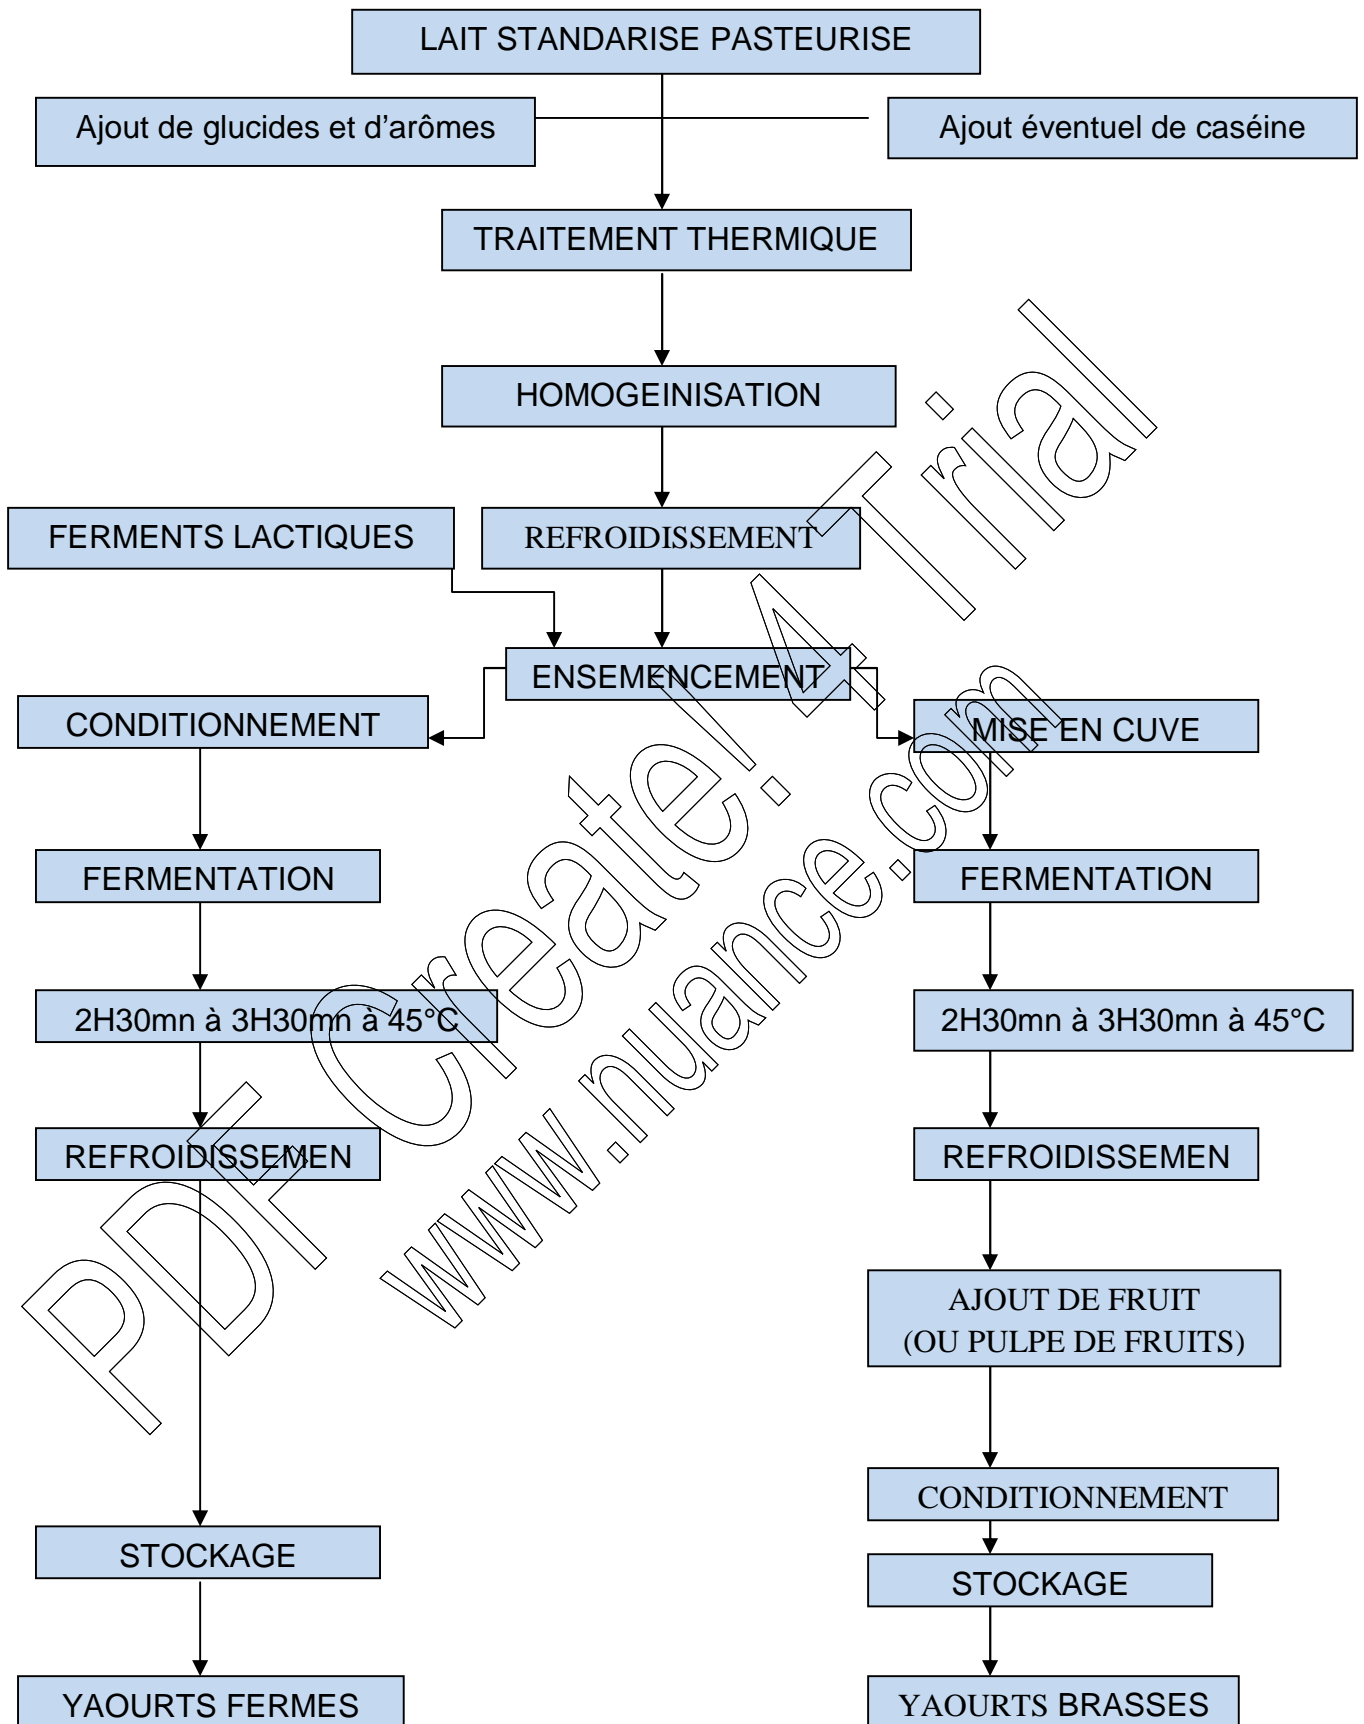 LAIT STANDARISE PASTEURISE
Ajout de glucides et d’arômes
Ajout éventuel de caséine
TRAITEMENT THERMIQUE
HOMOGEINISATION
FERMENTS LACTIQUES
REFROIDISSEMENT
ENSEMENCEMENT
CONDITIONNEMENT
MISE EN CUVE
FERMENTATION
FERMENTATION
2H30mn à 3H30mn à 45°C
2H30mn à 3H30mn à 45°C
REFROIDISSEMEN
REFROIDISSEMEN
AJOUT DE FRUIT
(OU PULPE DE FRUITS)
CONDITIONNEMENT
STOCKAGE
STOCKAGE
YAOURTS FERMES
YAOURTS BRASSES
PDF Create! 4 Trial
www.nuance.com